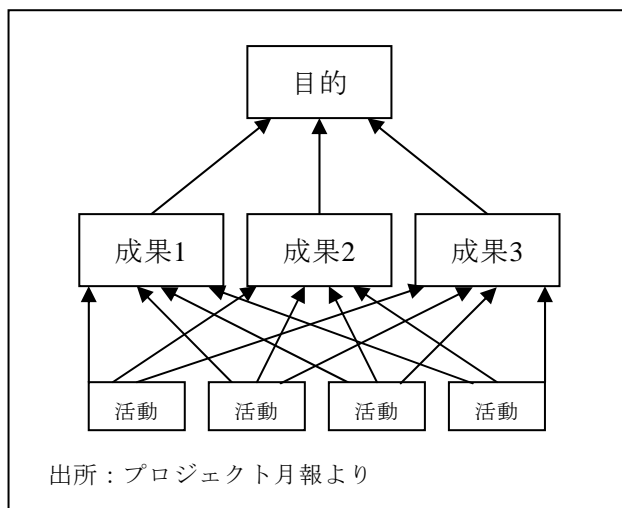 目的
成果1 成果2 成果3
活動 活動 活動 活動
出所：プロジェクト月報より